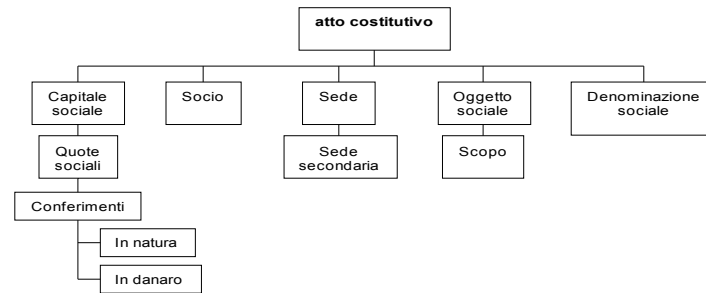 atto costitutivo
Capitale
sociale
Socio
Sede
Oggetto
sociale
Denominazione
sociale
Quote
sociali
Sede
secondaria
Scopo
Conferimenti
In natura
In danaro